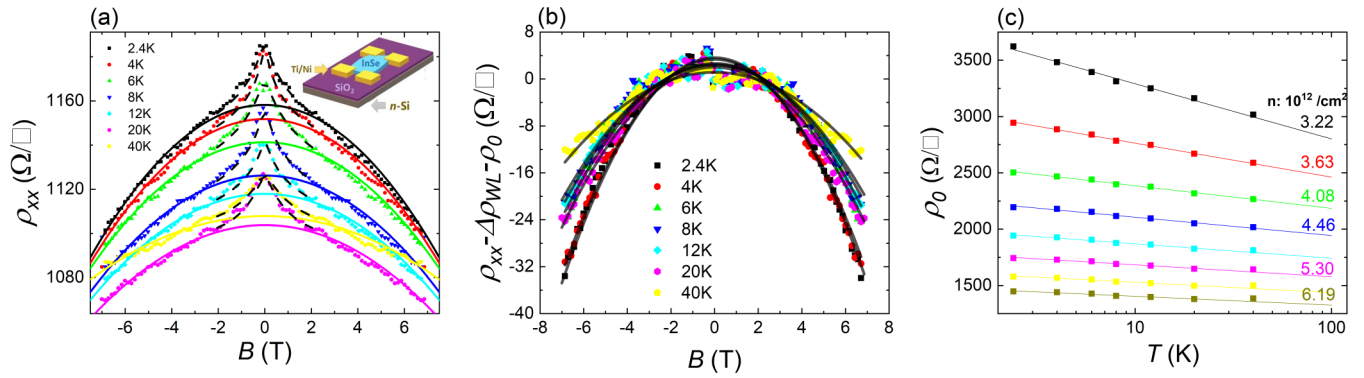 (a)
ρxx (Ω/□)
1160
1120
1080
2.4K
4K
6K
8K
12K
20K
40K
Ti/Ni
InSe
SiO2
n-Si
-6 -4 -2 0 2 4 6
B (T)
(b)
ρxx-ΔρWL-ρ0 (Ω/□)
8
0
-8
-16
-24
-32
2.4K
4K
6K
8K
12K
20K
40K
-8 -6 -4 -2 0 2 4 6 8
B (T)
(c)
ρ0 (Ω/□)
3500
3000
2500
2000
1500
n: 10¹² /cm²
3.22
3.63
4.08
4.46
5.30
6.19
10 100
T (K)